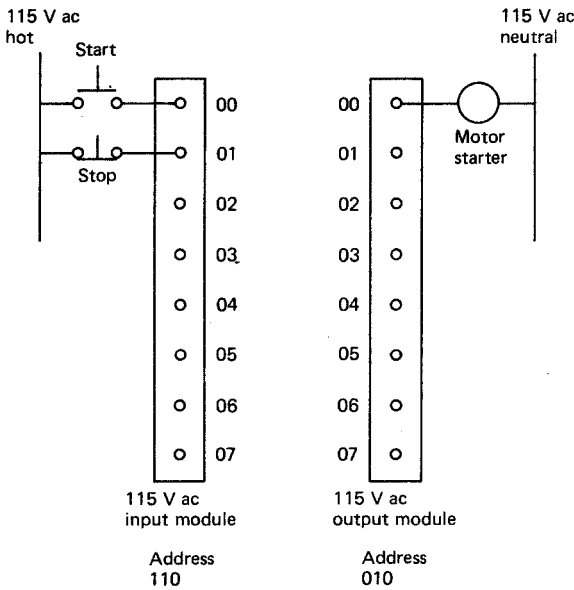 115 V ac
hot
115 V ac
neutral
Start
Stop
00
01
02
03
04
05
06
07
00
01
02
03
04
05
06
07
Motor
starter
115 V ac
input module
115 V ac
output module
Address
110
Address
010